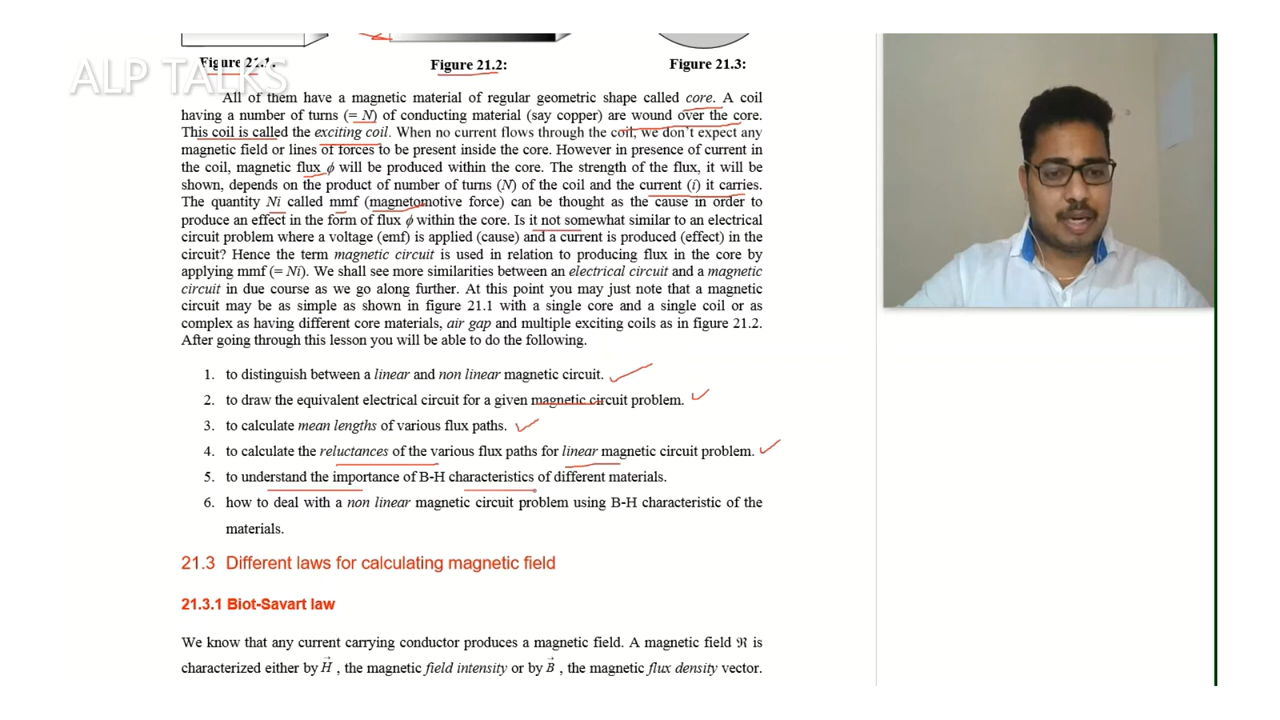 ALP TALKS
Figure 21.1:
Figure 21.2:
Figure 21.3:
All of them have a magnetic material of regular geometric shape called core. A coil
having a number of turns (= N) of conducting material (say copper) are wound over the core.
This coil is called the exciting coil. When no current flows through the coil, we don't expect any
magnetic field or lines of forces to be present inside the core. However in presence of current in
the coil, magnetic flux ϕ will be produced within the core. The strength of the flux, it will be
shown, depends on the product of number of turns (N) of the coil and the current (i) it carries.
The quantity Ni called mmf (magnetomotive force) can be thought as the cause in order to
produce an effect in the form of flux ϕ within the core. Is it not somewhat similar to an electrical
circuit problem where a voltage (emf) is applied (cause) and a current is produced (effect) in the
circuit? Hence the term magnetic circuit is used in relation to producing flux in the core by
applying mmf (= Ni). We shall see more similarities between an electrical circuit and a magnetic
circuit in due course as we go along further. At this point you may just note that a magnetic
circuit may be as simple as shown in figure 21.1 with a single core and a single coil or as
complex as having different core materials, air gap and multiple exciting coils as in figure 21.2.
After going through this lesson you will be able to do the following.
1. to distinguish between a linear and non linear magnetic circuit.
2. to draw the equivalent electrical circuit for a given magnetic circuit problem.
3. to calculate mean lengths of various flux paths.
4. to calculate the reluctances of the various flux paths for linear magnetic circuit problem.
5. to understand the importance of B-H characteristics of different materials.
6. how to deal with a non linear magnetic circuit problem using B-H characteristic of the
materials.
21.3 Different laws for calculating magnetic field
21.3.1 Biot-Savart law
We know that any current carrying conductor produces a magnetic field. A magnetic field ℜ is
characterized either by H⃗ , the magnetic field intensity or by B⃗ , the magnetic flux density vector.